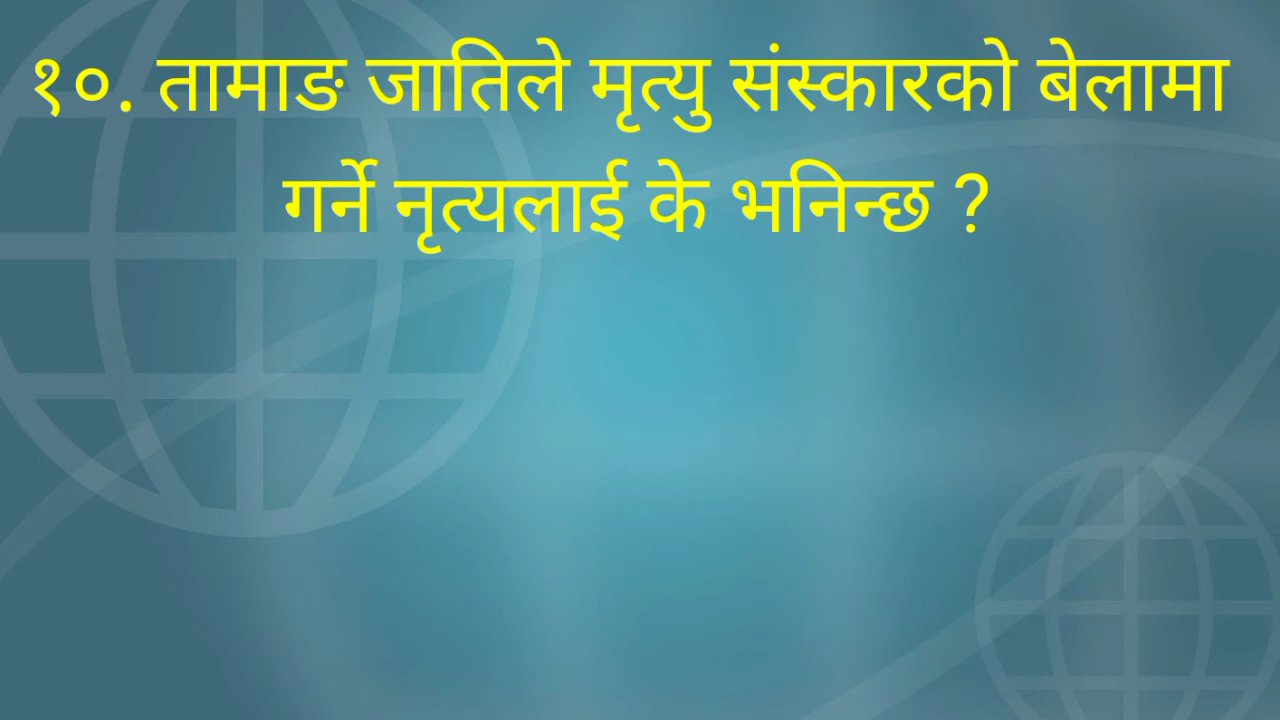 १०. तामाङ जातिले मृत्यु संस्कारको बेलामा
गर्ने नृत्यलाई के भनिन्छ ?